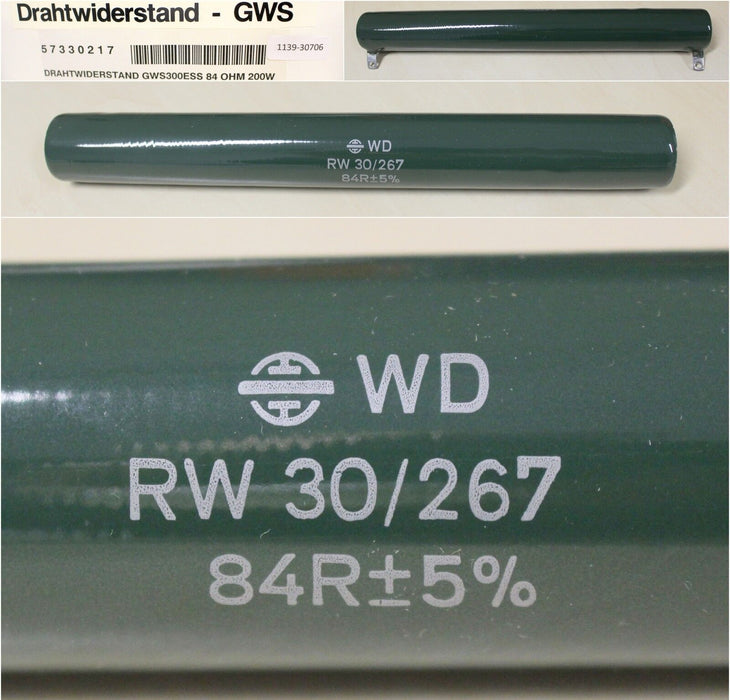 Drahtwiderstand - GWS
57330217
1139-30706
DRAHTWIDERSTAND GWS300ESS 84 OHM 200W
WD
RW 30/267
84R±5%
WD
RW 30/267
84R±5%